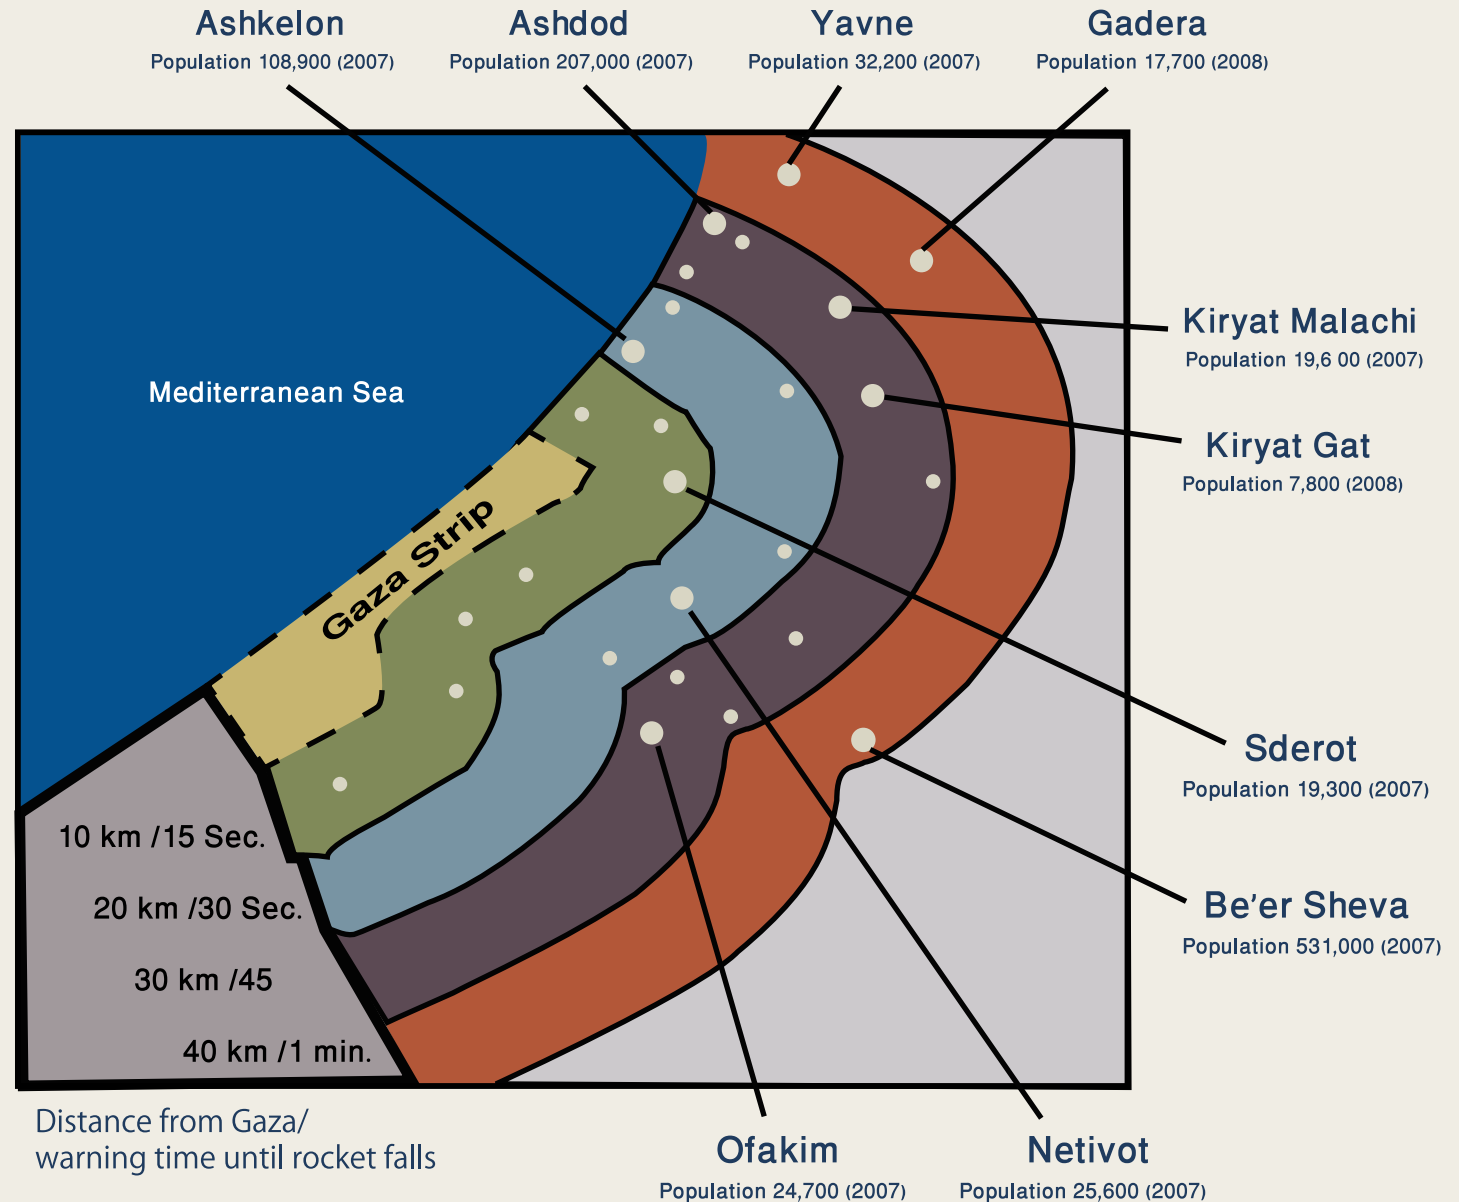 Ashkelon
Population 108,900 (2007)
Ashdod
Population 207,000 (2007)
Yavne
Population 32,200 (2007)
Gadera
Population 17,700 (2008)
Kiryat Malachi
Population 19,6 00 (2007)
Mediterranean Sea
Kiryat Gat
Population 7,800 (2008)
Gaza Strip
Sderot
Population 19,300 (2007)
10 km /15 Sec.
20 km /30 Sec.
30 km /45
40 km /1 min.
Be’er Sheva
Population 531,000 (2007)
Distance from Gaza/
warning time until rocket falls
Ofakim
Population 24,700 (2007)
Netivot
Population 25,600 (2007)